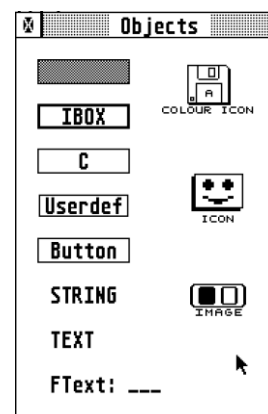 Objects
IBOX
C
Userdef
Button
STRING
TEXT
FText: ___
A
COLOUR ICON
ICON
IMAGE